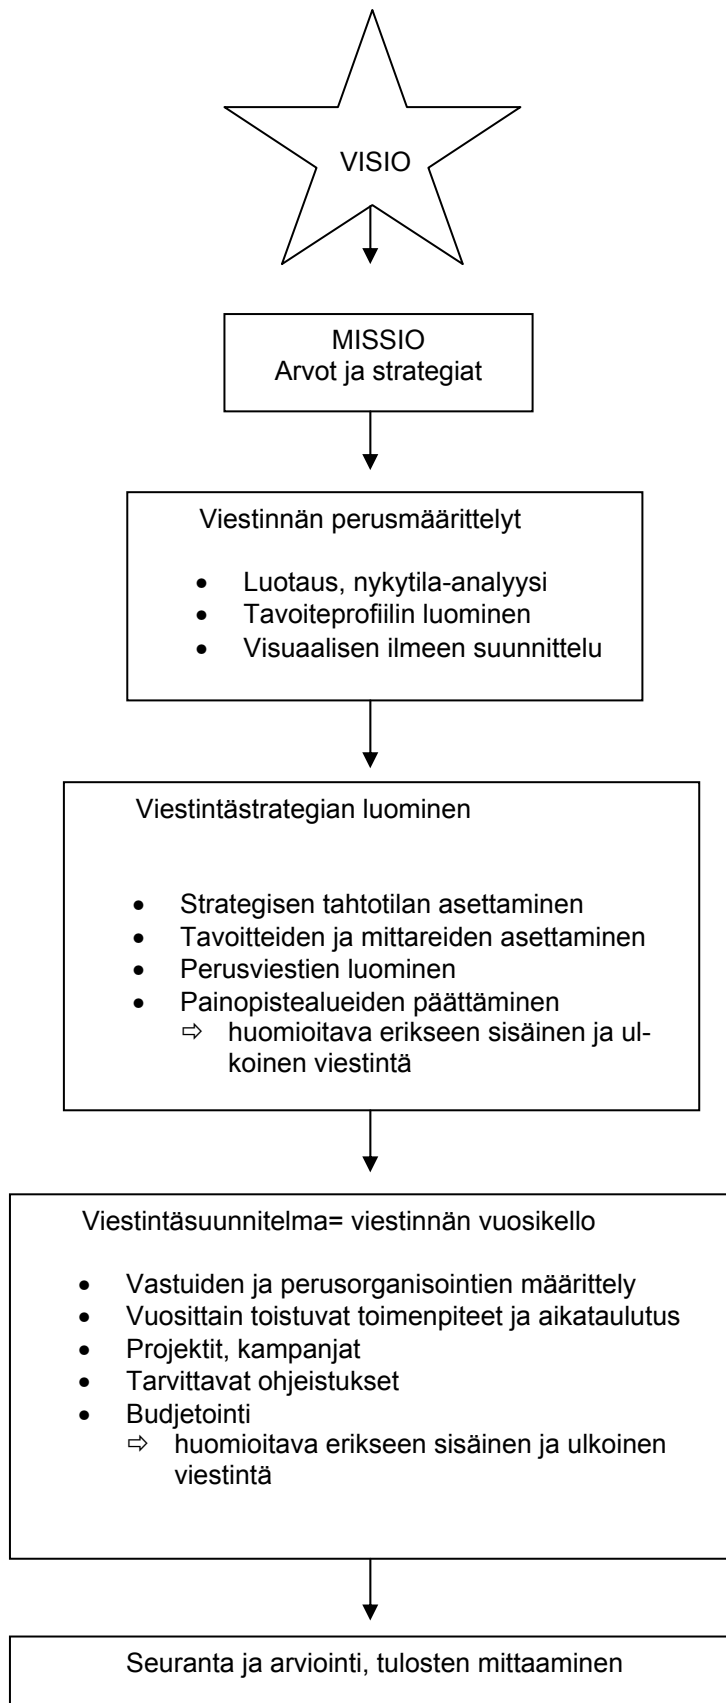 VISIO
MISSIO
Arvot ja strategiat
Viestinnän perusmäärittelyt
• Luotaus, nykytila-analyysi
• Tavoiteprofiilin luominen
• Visuaalisen ilmeen suunnittelu
Viestintästrategian luominen
• Strategisen tahtotilan asettaminen
• Tavoitteiden ja mittareiden asettaminen
• Perusviestien luominen
• Painopistealueiden päättäminen
⇨ huomioitava erikseen sisäinen ja ul-
koinen viestintä
Viestintäsuunnitelma= viestinnän vuosikello
• Vastuiden ja perusorganisointien määrittely
• Vuosittain toistuvat toimenpiteet ja aikataulutus
• Projektit, kampanjat
• Tarvittavat ohjeistukset
• Budjetointi
⇨ huomioitava erikseen sisäinen ja ulkoinen
viestintä
Seuranta ja arviointi, tulosten mittaaminen